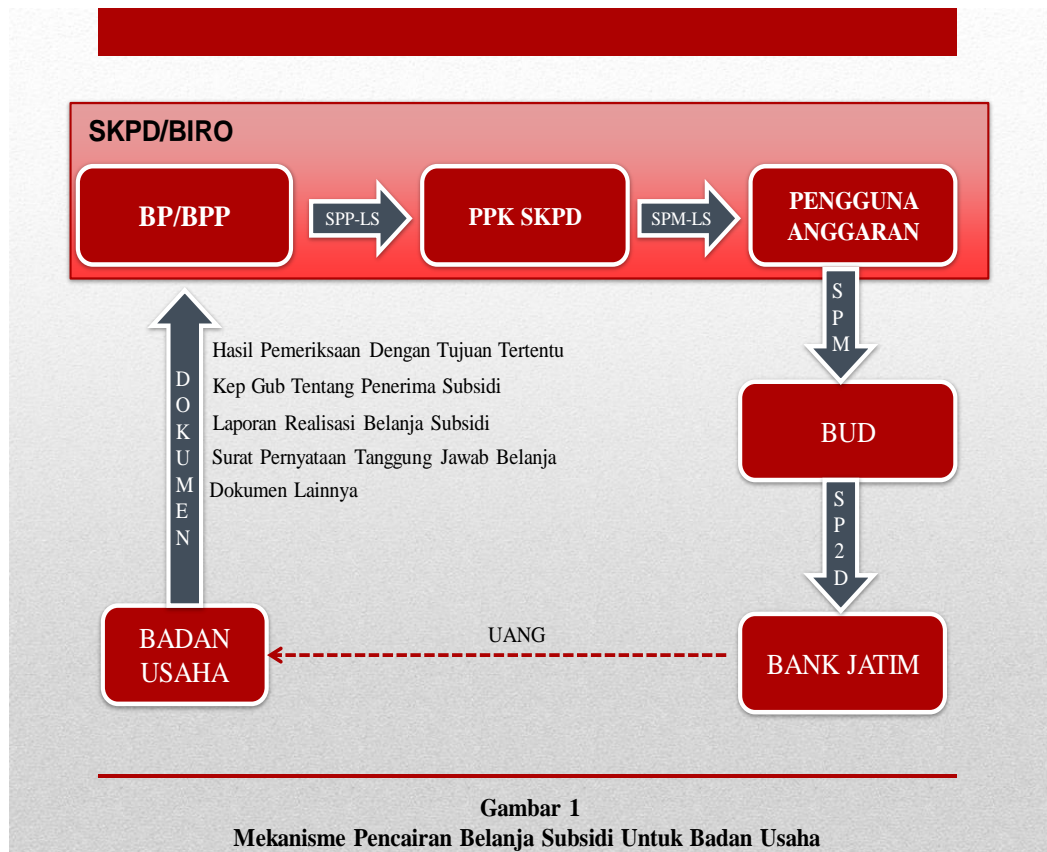 SKPD/BIRO
BP/BPP
SPP-LS
PPK SKPD
SPM-LS
PENGGUNA
ANGGARAN
SPM
DOKUMEN
Hasil Pemeriksaan Dengan Tujuan Tertentu
Kep Gub Tentang Penerima Subsidi
Laporan Realisasi Belanja Subsidi
Surat Pernyataan Tanggung Jawab Belanja
Dokumen Lainnya
BUD
SP2D
BADAN
USAHA
UANG
BANK JATIM
Gambar 1
Mekanisme Pencairan Belanja Subsidi Untuk Badan Usaha